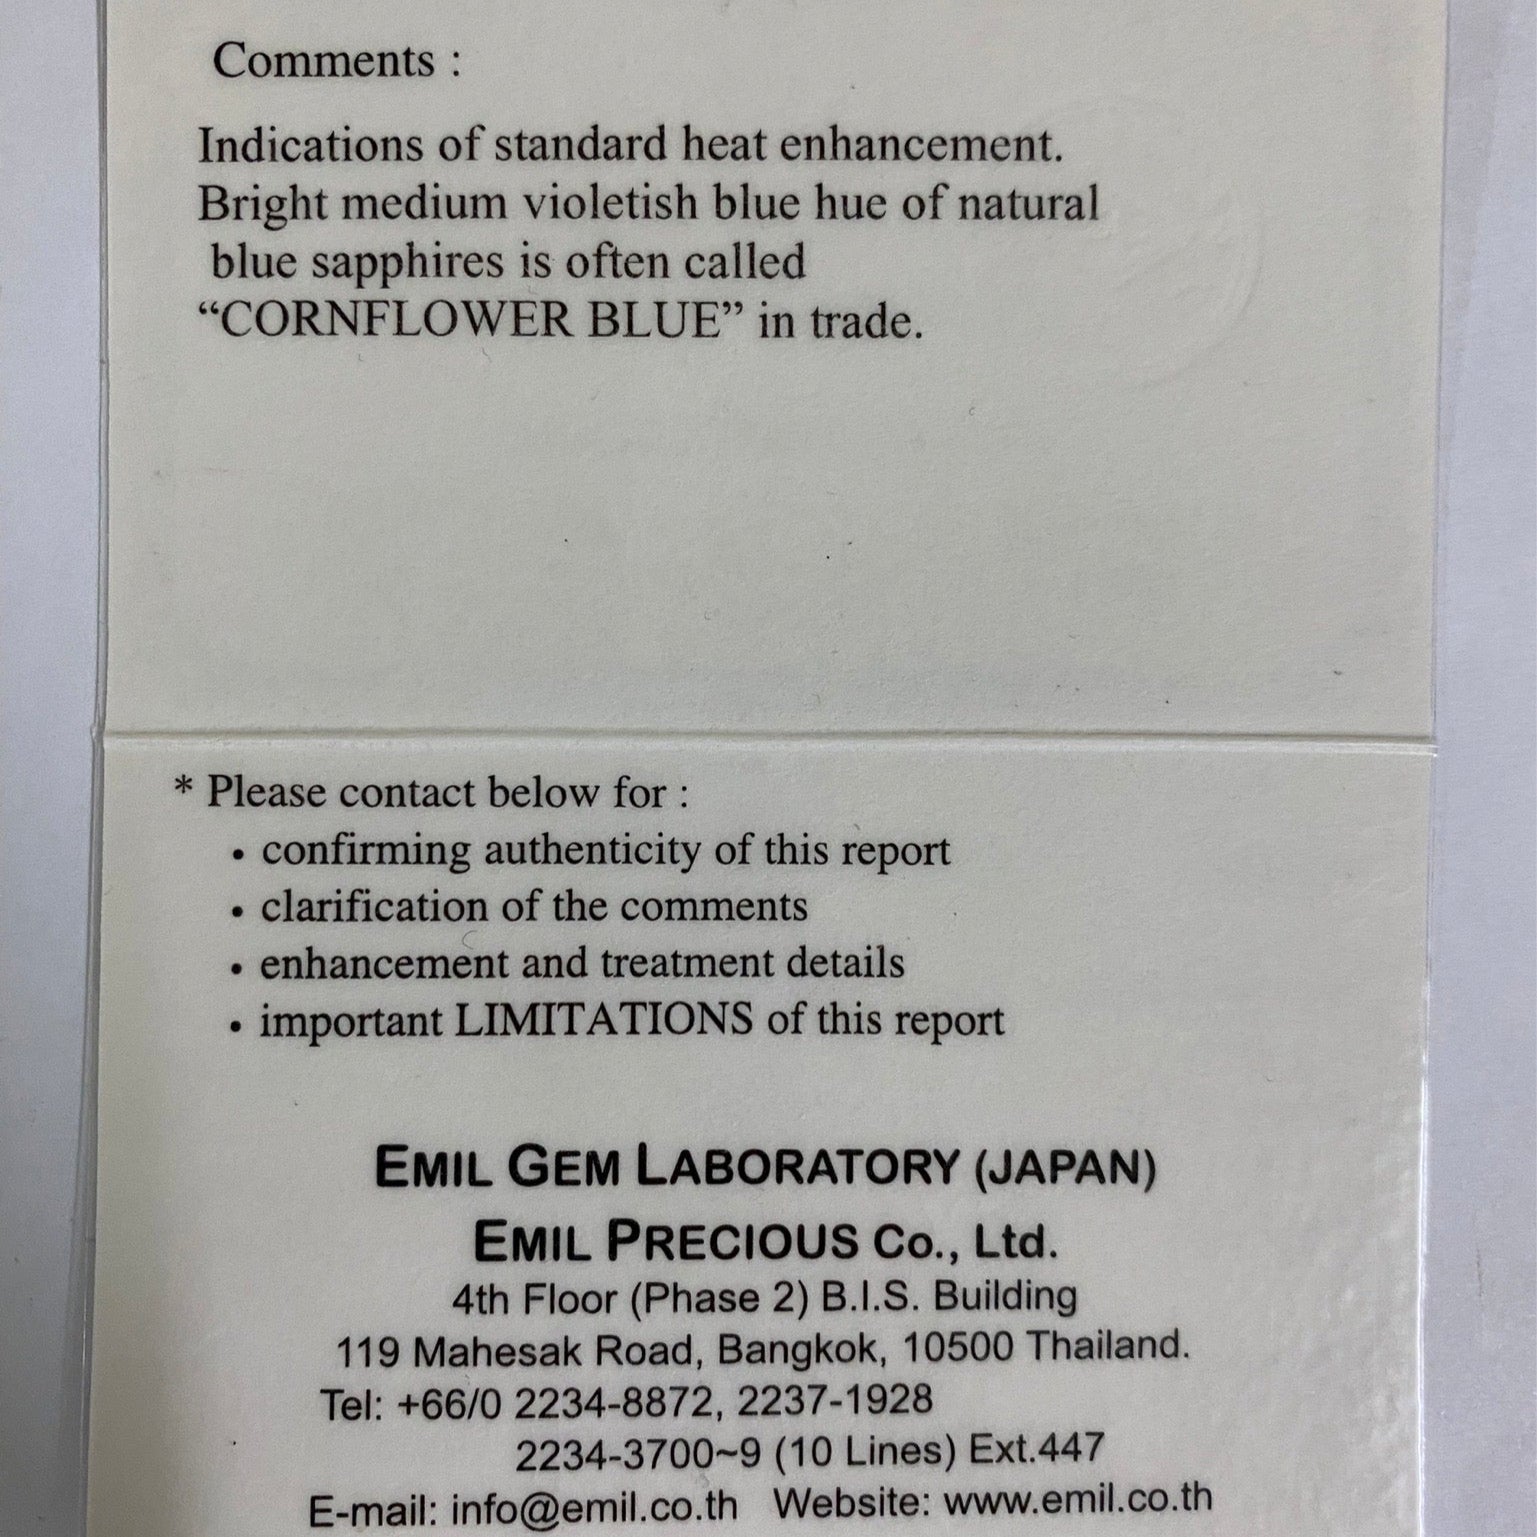 Comments :
Indications of standard heat enhancement.
Bright medium violetish blue hue of natural
blue sapphires is often called
“CORNFLOWER BLUE” in trade.
* Please contact below for :
• confirming authenticity of this report
• clarification of the comments
• enhancement and treatment details
• important LIMITATIONS of this report
EMIL GEM LABORATORY (JAPAN)
EMIL PRECIOUS Co., Ltd.
4th Floor (Phase 2) B.I.S. Building
119 Mahesak Road, Bangkok, 10500 Thailand.
Tel: +66/0 2234-8872, 2237-1928
2234-3700~9 (10 Lines) Ext.447
E-mail: info@emil.co.th Website: www.emil.co.th